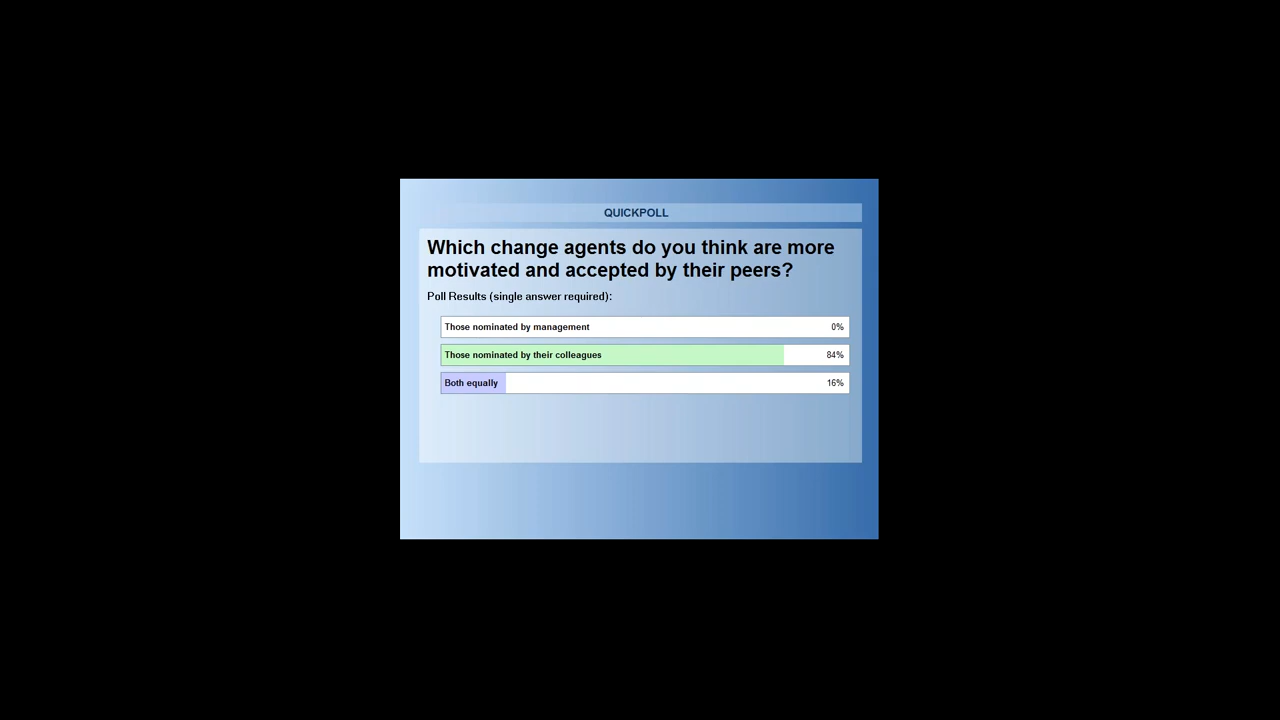 QUICKPOLL
Which change agents do you think are more
motivated and accepted by their peers?
Poll Results (single answer required):
Those nominated by management 0%
Those nominated by their colleagues 84%
Both equally 16%